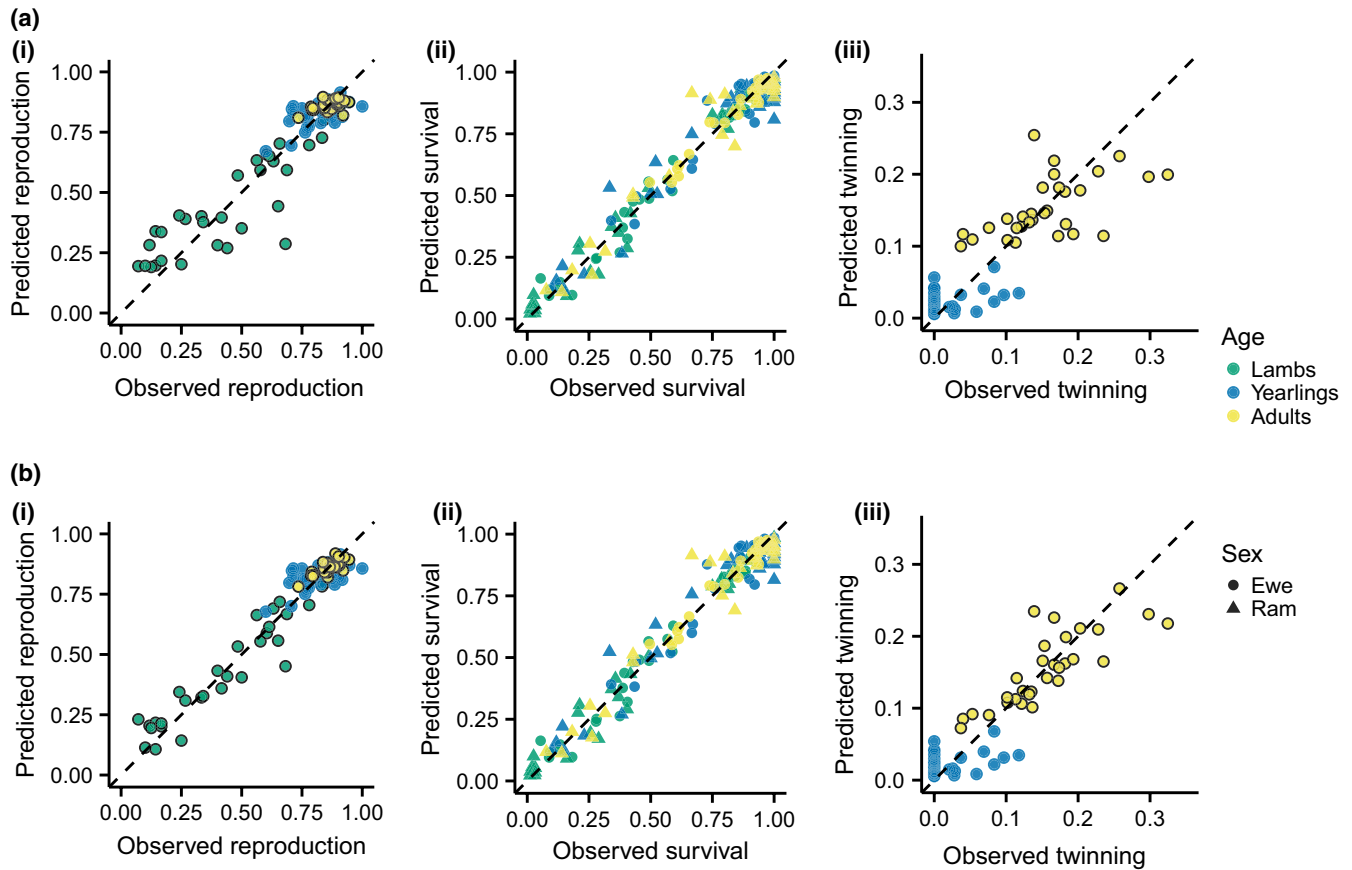 (a)
(i)
(ii)
(iii)
Predicted reproduction
1.00
0.75
0.50
0.25
0.00
0.00 0.25 0.50 0.75 1.00
Observed reproduction
Predicted survival
1.00
0.75
0.50
0.25
0.00
0.00 0.25 0.50 0.75 1.00
Observed survival
Predicted twinning
0.3
0.2
0.1
0.0
0.0 0.1 0.2 0.3
Observed twinning
Age
Lambs
Yearlings
Adults
(b)
(i)
(ii)
(iii)
Predicted reproduction
1.00
0.75
0.50
0.25
0.00
0.00 0.25 0.50 0.75 1.00
Observed reproduction
Predicted survival
1.00
0.75
0.50
0.25
0.00
0.00 0.25 0.50 0.75 1.00
Observed survival
Predicted twinning
0.3
0.2
0.1
0.0
0.0 0.1 0.2 0.3
Observed twinning
Sex
Ewe
Ram